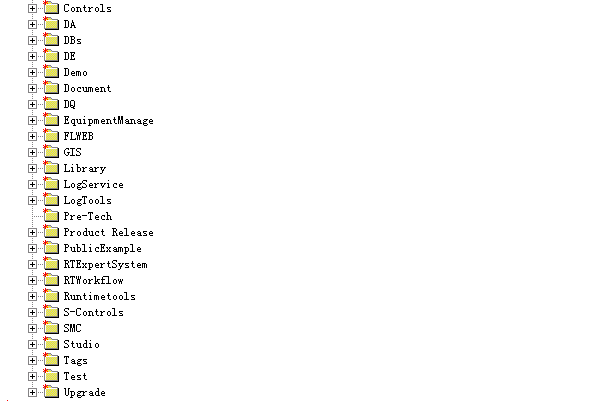 Controls
DA
DBs
DE
Demo
Document
DQ
EquipmentManage
FLWEB
GIS
Library
LogService
LogTools
Pre-Tech
Product Release
PublicExample
RTExpertSystem
RTWorkflow
Runtimetools
S-Controls
SMC
Studio
Tags
Test
Upgrade